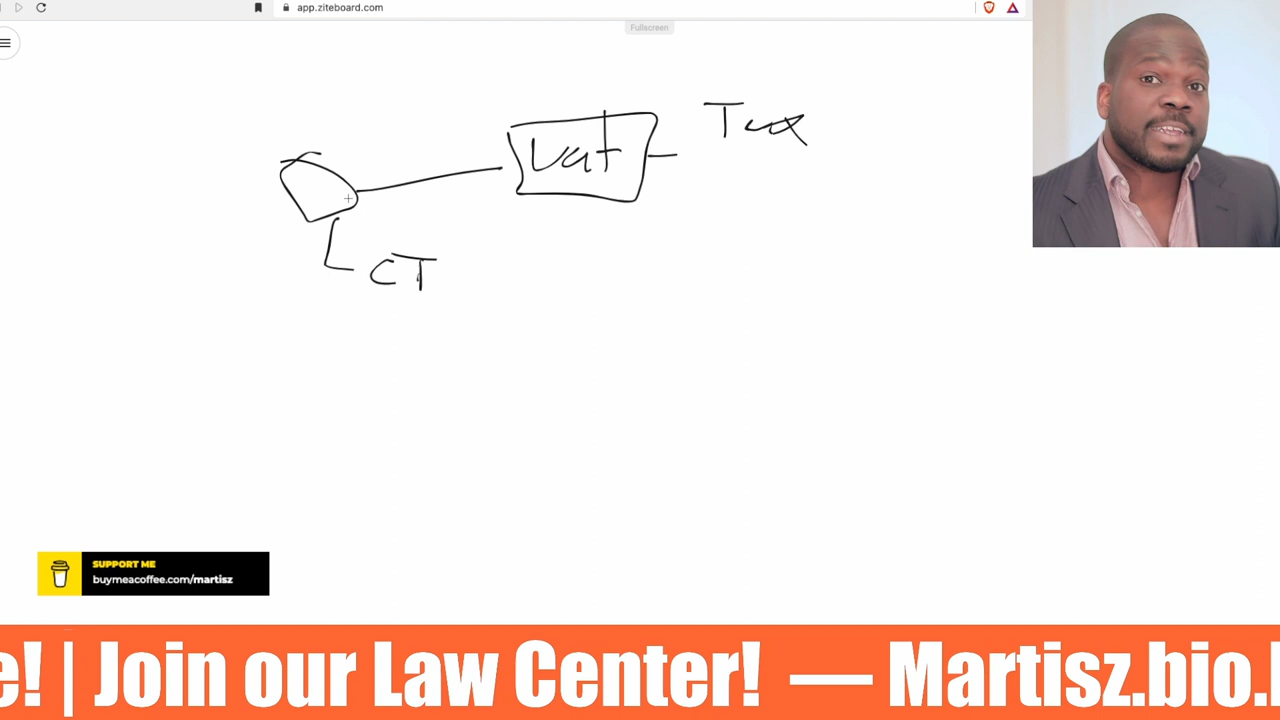 app.ziteboard.com
Fullscreen
Tax
Vat
CT
SUPPORT ME
buymeacoffee.com/martisz
e! | Join our Law Center! — Martisz.bio.l